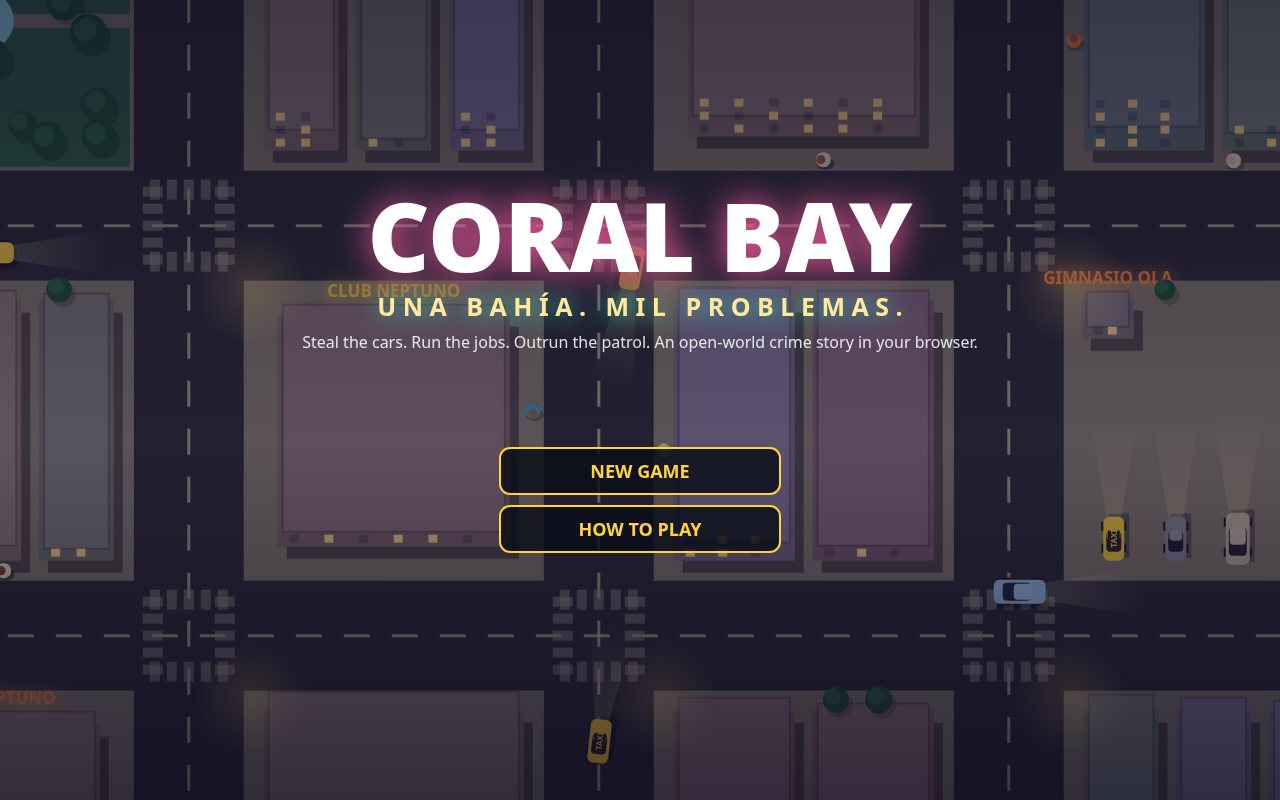 CORAL BAY
GIMNASIO OLA
CLUB NEPTUNO
UNA BAHÍA. MIL PROBLEMAS.
Steal the cars. Run the jobs. Outrun the patrol. An open-world crime story in your browser.
NEW GAME
HOW TO PLAY
TAXI
PTUNO
TAXI